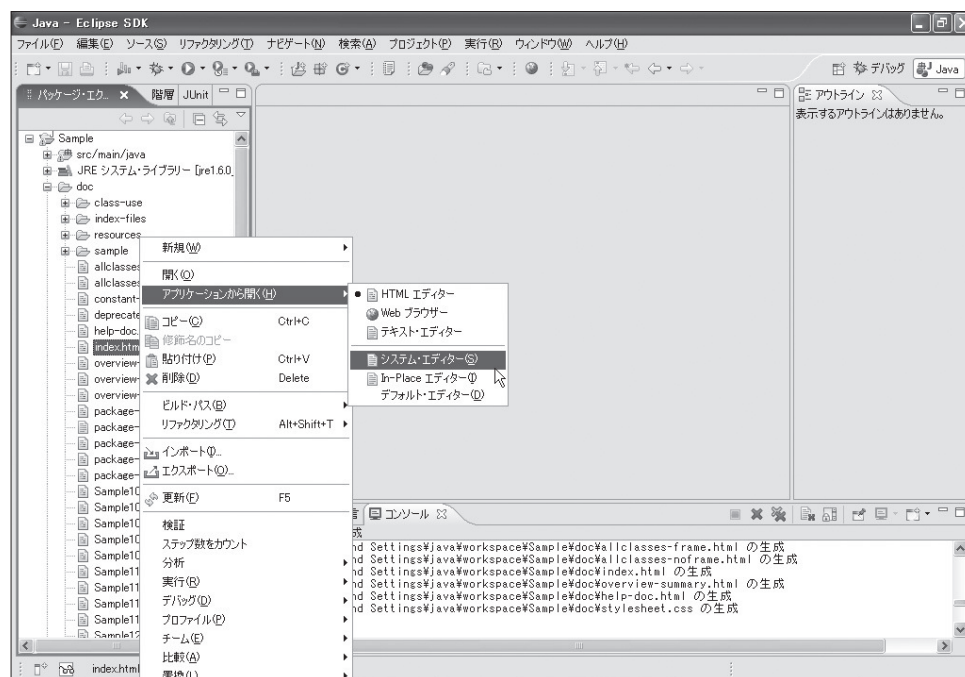 Java - Eclipse SDK
ファイル(F) 編集(E) ソース(S) リファクタリング(T) ナビゲート(N) 検索(A) プロジェクト(P) 実行(R) ウィンドウ(W) ヘルプ(H)
デバッグ Java
パッケージ・エク... 階層 JUnit
アウトライン
表示するアウトラインはありません。
Sample
src/main/java
JRE システム・ライブラリー [jre1.6.0_
doc
class-use
index-files
resources
sample
allclasse
allclasse
constant-
deprecate
help-doc.
index.htm
overview-
overview-
overview-
package-
package-
package-
package-
package-
Sample10
Sample10
Sample10
Sample10
Sample10
Sample11
Sample11
Sample11
Sample11
Sample12
新規(W)
開く(O)
アプリケーションから開く(H)
コピー(C) Ctrl+C
修飾名のコピー
貼り付け(P) Ctrl+V
削除(D) Delete
ビルド・パス(B)
リファクタリング(T) Alt+Shift+T
インポート(I)...
エクスポート(O)...
更新(F) F5
検証
ステップ数をカウント
分析
実行(R)
デバッグ(D)
プロファイル(P)
チーム(E)
比較(A)
置換(L)
HTML エディター
Web ブラウザー
テキスト・エディター
システム・エディター(S)
In-Place エディター(I)
デフォルト・エディター(D)
言 コンソール
成
nd Settings¥java¥workspace¥Sample¥doc¥allclasses-frame.html の生成
nd Settings¥java¥workspace¥Sample¥doc¥allclasses-noframe.html の生成
nd Settings¥java¥workspace¥Sample¥doc¥index.html の生成
nd Settings¥java¥workspace¥Sample¥doc¥overview-summary.html の生成
nd Settings¥java¥workspace¥Sample¥doc¥help-doc.html の生成
nd Settings¥java¥workspace¥Sample¥doc¥stylesheet.css の生成
index.html